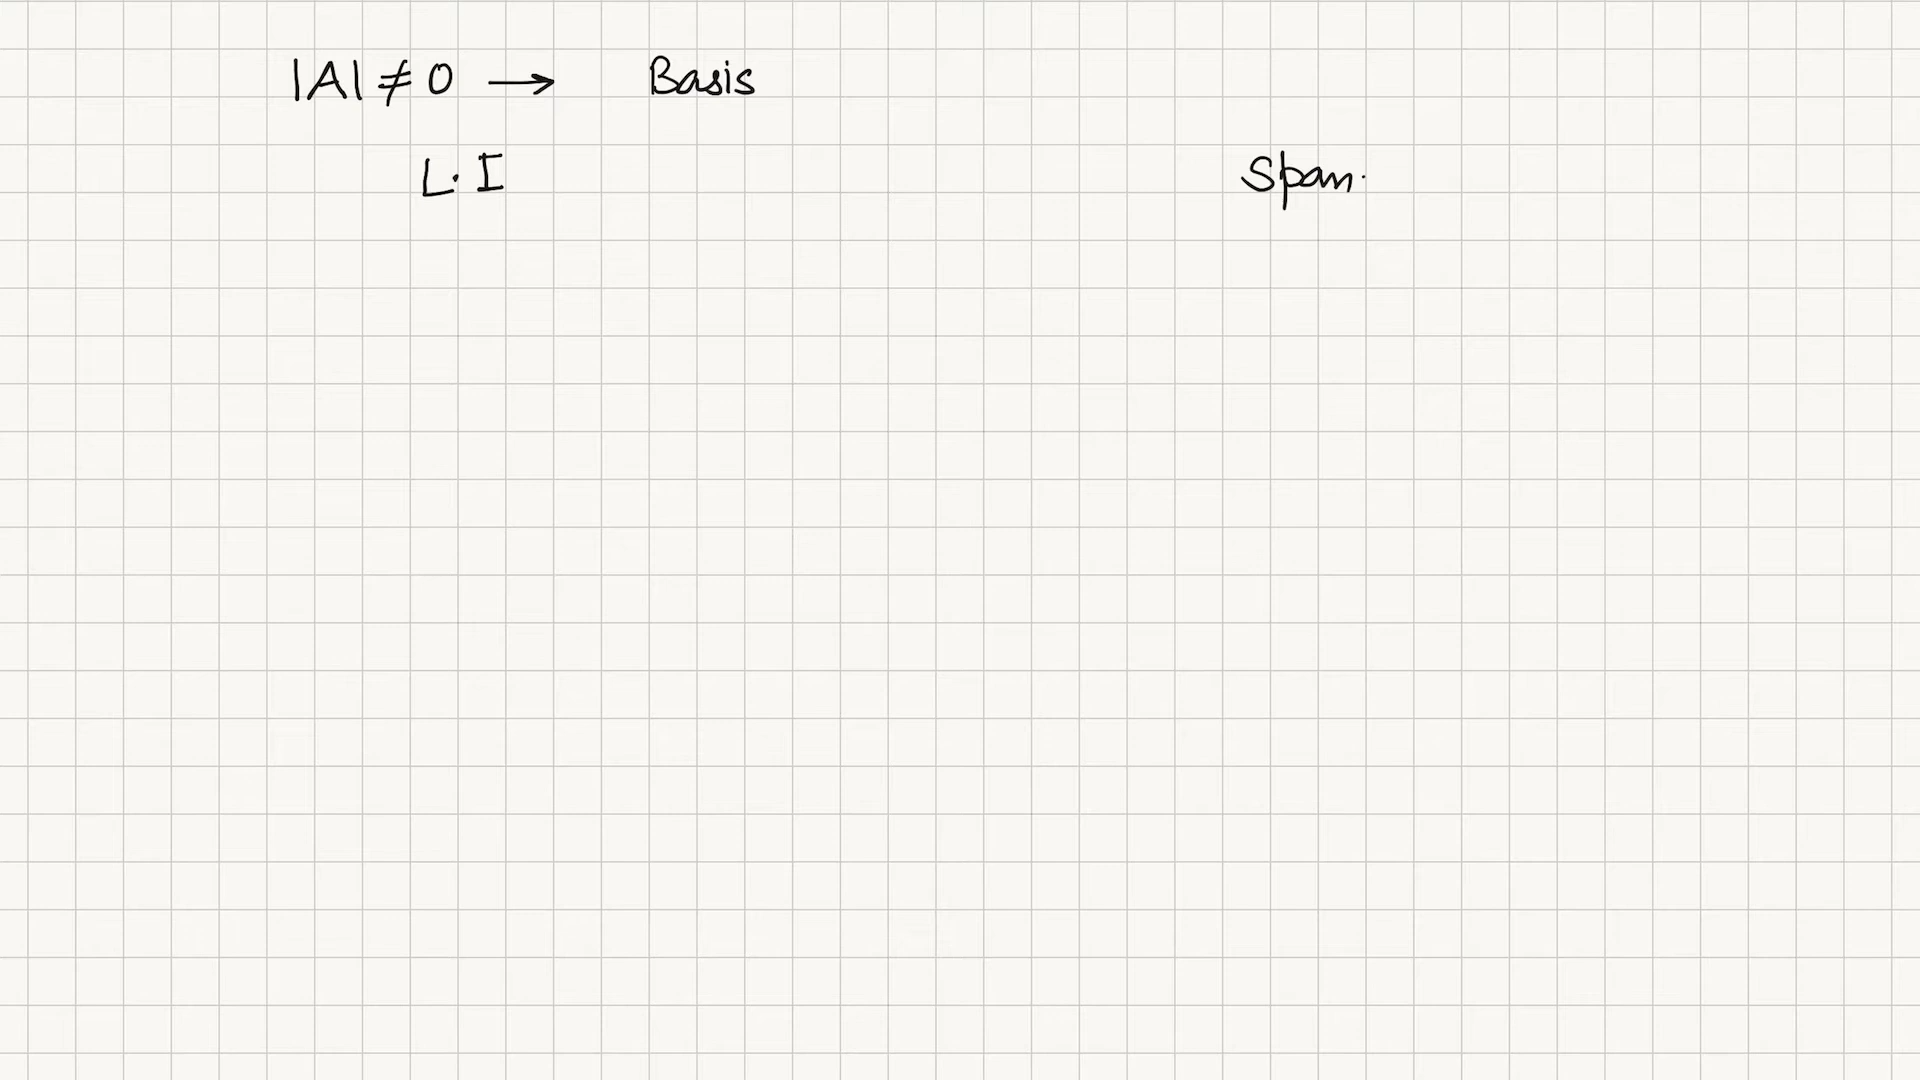 |A| ≠ 0 → Basis
L.I Span.